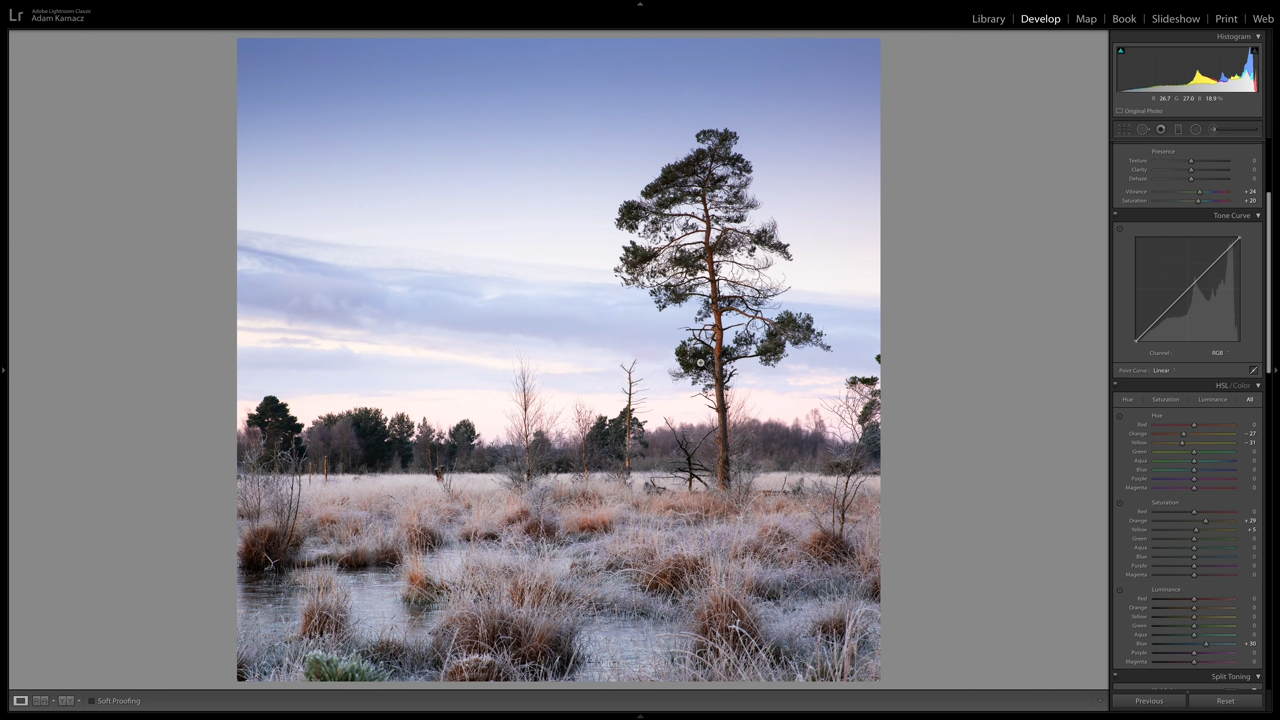 Lr
Adobe Lightroom Classic
Adam Karnacz
Library | Develop | Map | Book | Slideshow | Print | Web
Histogram
R 26.7 G 27.0 B 18.9 %
Original Photo
Presence
Texture 0
Clarity 0
Dehaze 0
Vibrance + 24
Saturation + 20
Tone Curve
Channel : RGB
Point Curve : Linear
HSL / Color
Hue Saturation Luminance All
Hue
Red 0
Orange − 27
Yellow − 31
Green 0
Aqua 0
Blue 0
Purple 0
Magenta 0
Saturation
Red 0
Orange + 29
Yellow + 5
Green 0
Aqua 0
Blue 0
Purple 0
Magenta 0
Luminance
Red 0
Orange 0
Yellow 0
Green 0
Aqua 0
Blue + 30
Purple 0
Magenta 0
Split Toning
Soft Proofing
Previous Reset